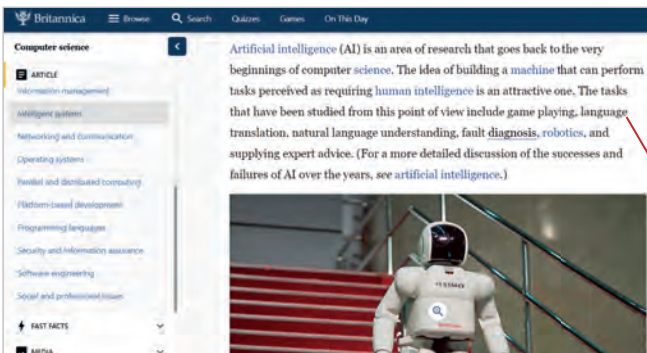 Britannica
Browse
Search
Quizzes
Games
On This Day
Computer science
ARTICLE
Information management
Intelligent systems
Networking and communication
Operating systems
Parallel and distributed computing
Platform-based development
Programming languages
Security and information assurance
Software engineering
Social and professional issues
FAST FACTS
MEDIA
Artificial intelligence (AI) is an area of research that goes back to the very
beginnings of computer science. The idea of building a machine that can perform
tasks perceived as requiring human intelligence is an attractive one. The tasks
that have been studied from this point of view include game playing, language
translation, natural language understanding, fault diagnosis, robotics, and
supplying expert advice. (For a more detailed discussion of the successes and
failures of AI over the years, see artificial intelligence.)